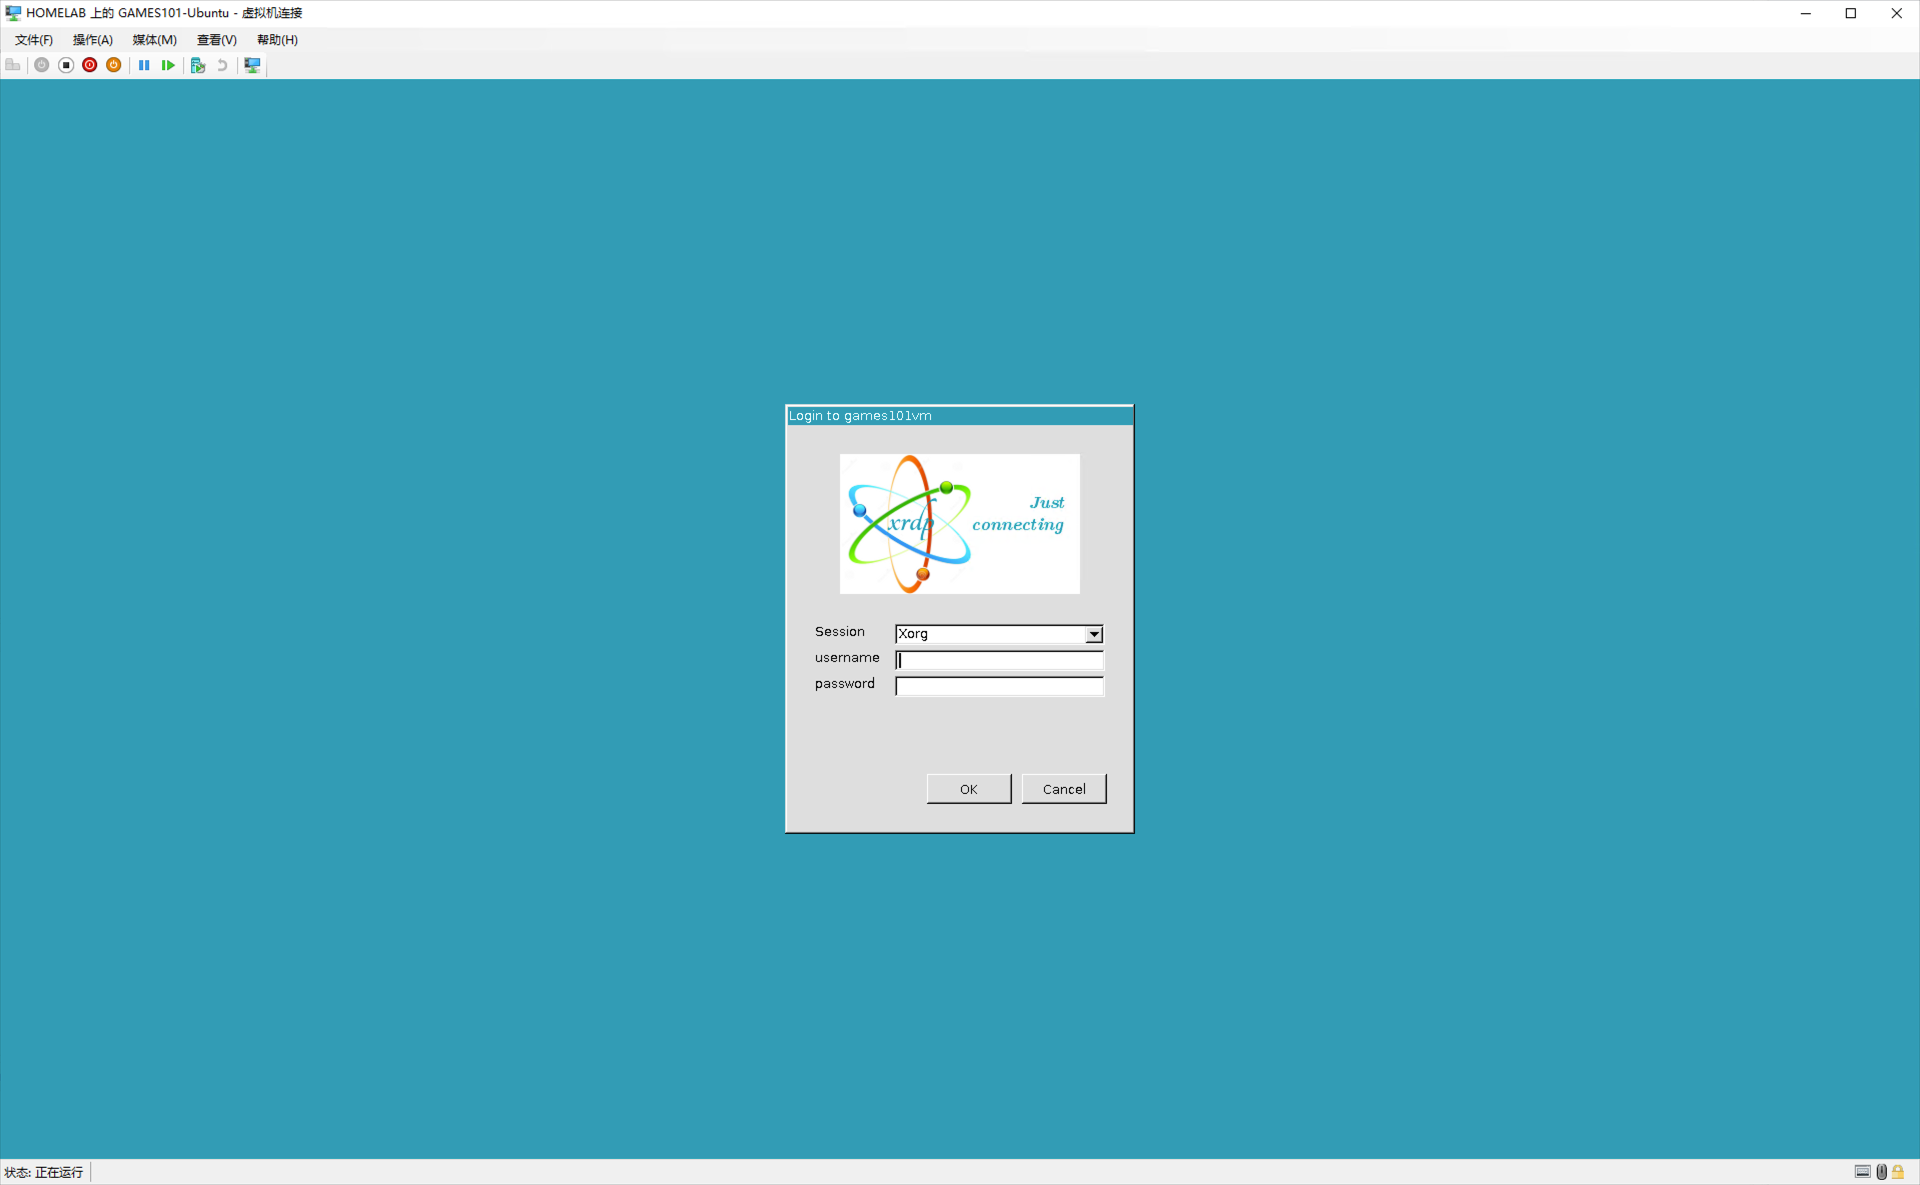 HOMELAB 上的 GAMES101-Ubuntu - 虚拟机连接
文件(F) 操作(A) 媒体(M) 查看(V) 帮助(H)
Login to games101vm
xrdp
Just
connecting
Session Xorg
username
password
OK Cancel
状态: 正在运行